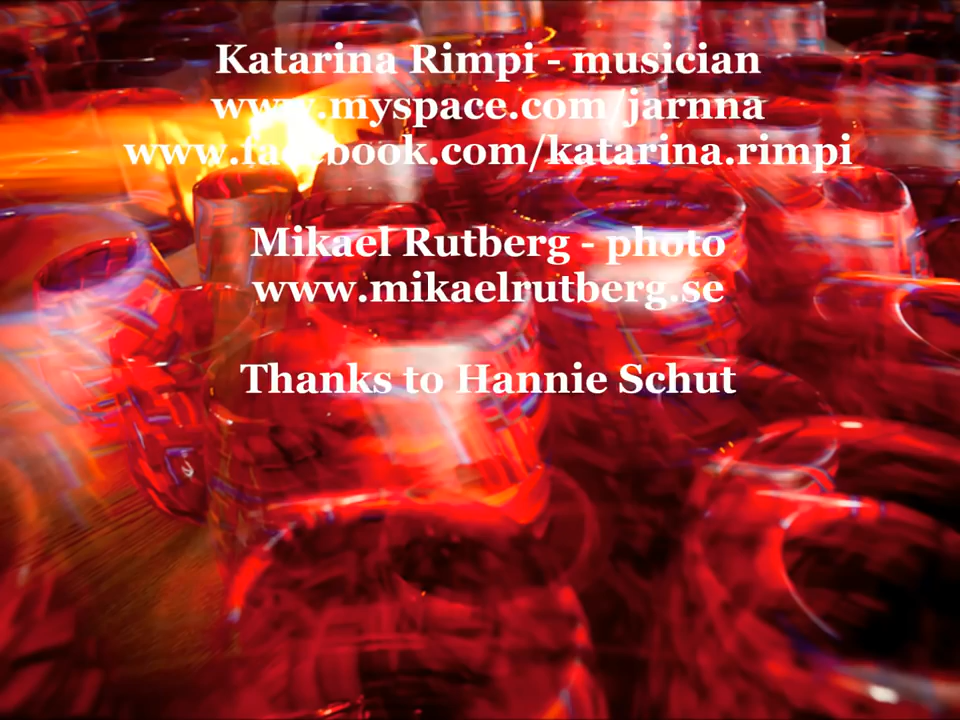 Katarina Rimpi - musician
www.myspace.com/jarnna
www.facebook.com/katarina.rimpi
Mikael Rutberg - photo
www.mikaelrutberg.se
Thanks to Hannie Schut